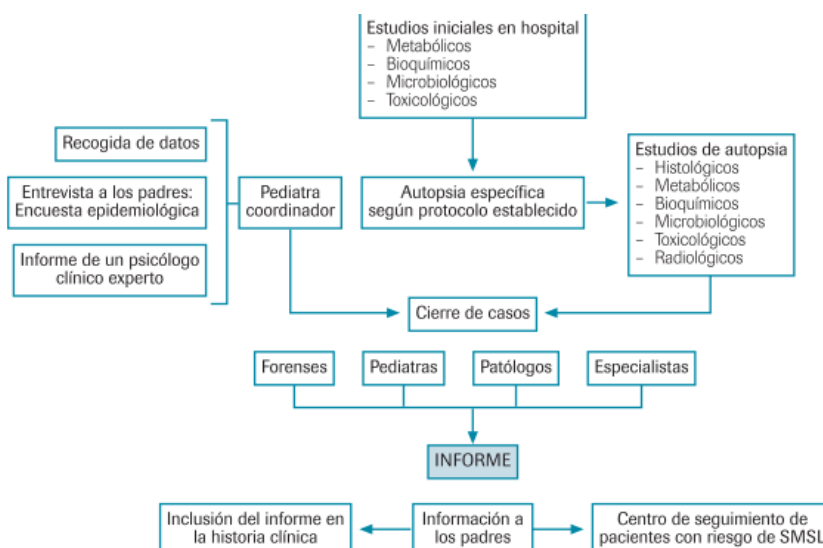 Estudios iniciales en hospital
– Metabólicos
– Bioquímicos
– Microbiológicos
– Toxicológicos
Recogida de datos
Entrevista a los padres:
Encuesta epidemiológica
Informe de un psicólogo
clínico experto
Pediatra
coordinador
Autopsia específica
según protocolo establecido
Estudios de autopsia
– Histológicos
– Metabólicos
– Bioquímicos
– Microbiológicos
– Toxicológicos
– Radiológicos
Cierre de casos
Forenses
Pediatras
Patólogos
Especialistas
INFORME
Inclusión del informe en
la historia clínica
Información a
los padres
Centro de seguimiento de
pacientes con riesgo de SMSL